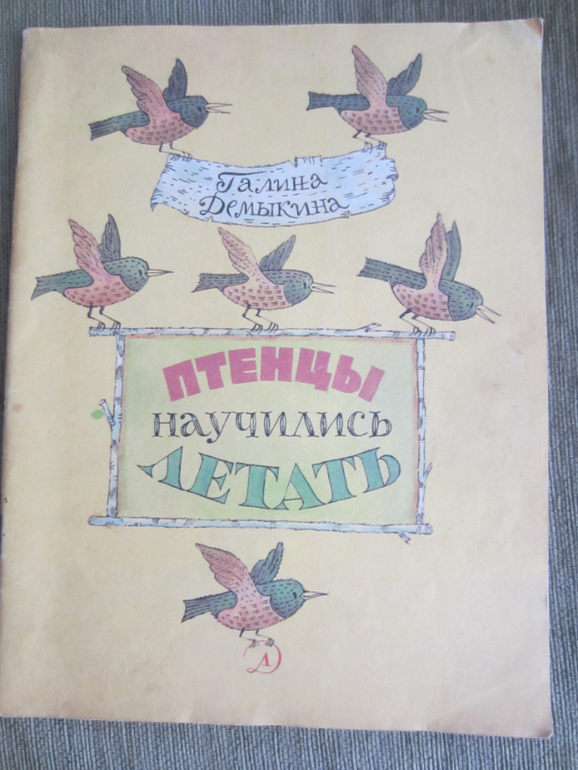 Галина
Демыкина
ПТЕНЦЫ
научились
ЛЕТАТЬ
Д